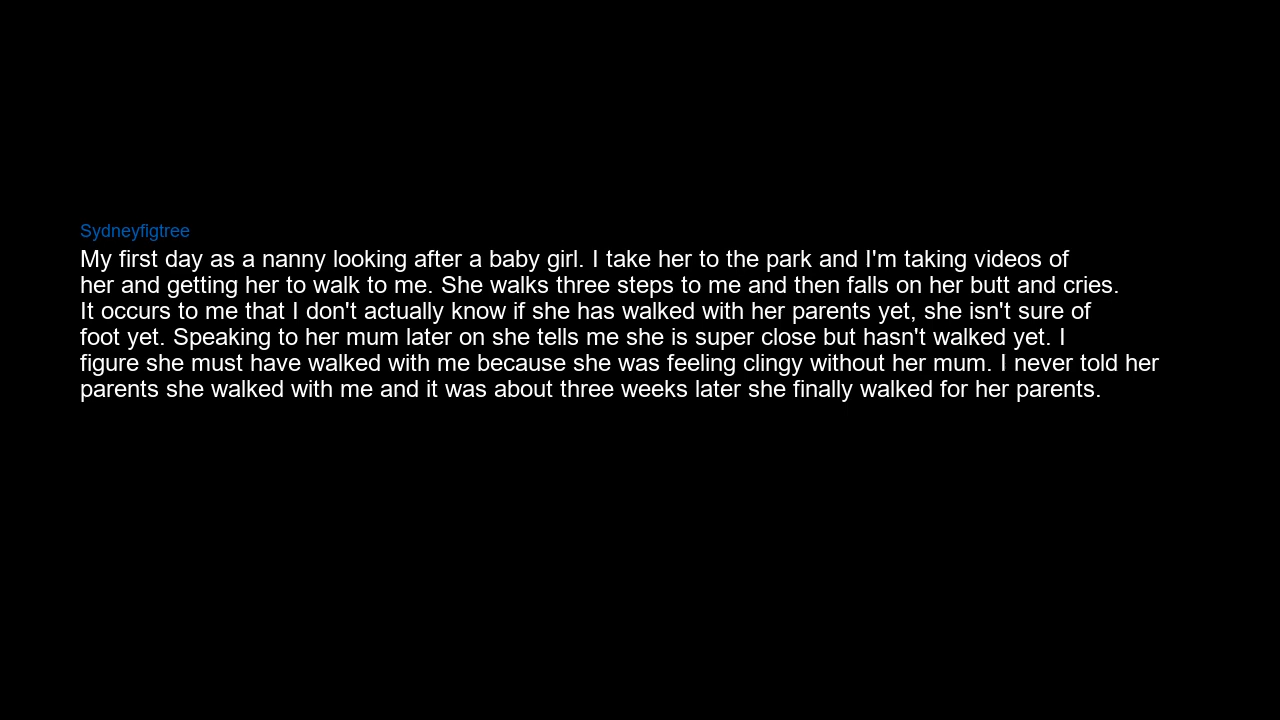 Sydneyfigtree
My first day as a nanny looking after a baby girl. I take her to the park and I'm taking videos of
her and getting her to walk to me. She walks three steps to me and then falls on her butt and cries.
It occurs to me that I don't actually know if she has walked with her parents yet, she isn't sure of
foot yet. Speaking to her mum later on she tells me she is super close but hasn't walked yet. I
figure she must have walked with me because she was feeling clingy without her mum. I never told her
parents she walked with me and it was about three weeks later she finally walked for her parents.